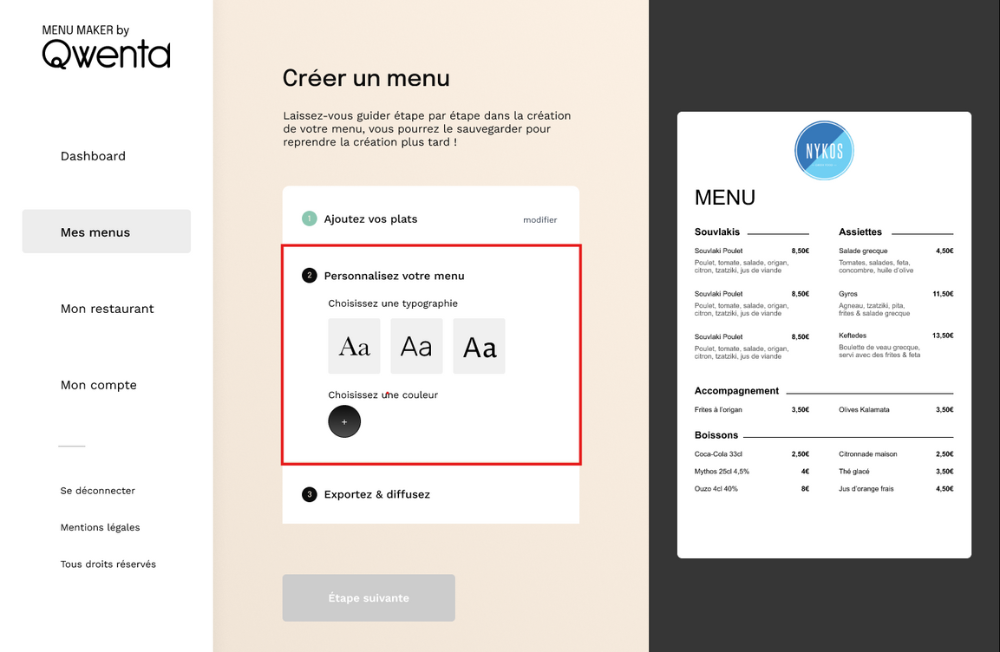 MENU MAKER by
Qwenta
Dashboard
Mes menus
Mon restaurant
Mon compte
Se déconnecter
Mentions légales
Tous droits réservés
Créer un menu
Laissez-vous guider étape par étape dans la création
de votre menu, vous pourrez le sauvegarder pour
reprendre la création plus tard !
1 Ajoutez vos plats modifier
2 Personnalisez votre menu
Choisissez une typographie
Aa Aa Aa
Choisissez une couleur
+
3 Exportez & diffusez
Étape suivante
NYKOS
MENU
Souvlakis
Souvlaki Poulet 8,50€
Poulet, tomate, salade, origan,
citron, tzatziki, jus de viande
Souvlaki Poulet 8,50€
Poulet, tomate, salade, origan,
citron, tzatziki, jus de viande
Souvlaki Poulet 8,50€
Poulet, tomate, salade, origan,
citron, tzatziki, jus de viande
Assiettes
Salade grecque 4,50€
Tomates, salades, feta,
concombre, huile d'olive
Gyros 11,50€
Agneau, tzatziki, pita,
frites & salade grecque
Keftedes 13,50€
Boulette de veau grecque,
servi avec des frites & feta
Accompagnement
Frites à l'origan 3,50€ Olives Kalamata 3,50€
Boissons
Coca-Cola 33cl 2,50€ Citronnade maison 2,50€
Mythos 25cl 4,5% 4€ Thé glacé 3,50€
Ouzo 4cl 40% 8€ Jus d'orange frais 4,50€